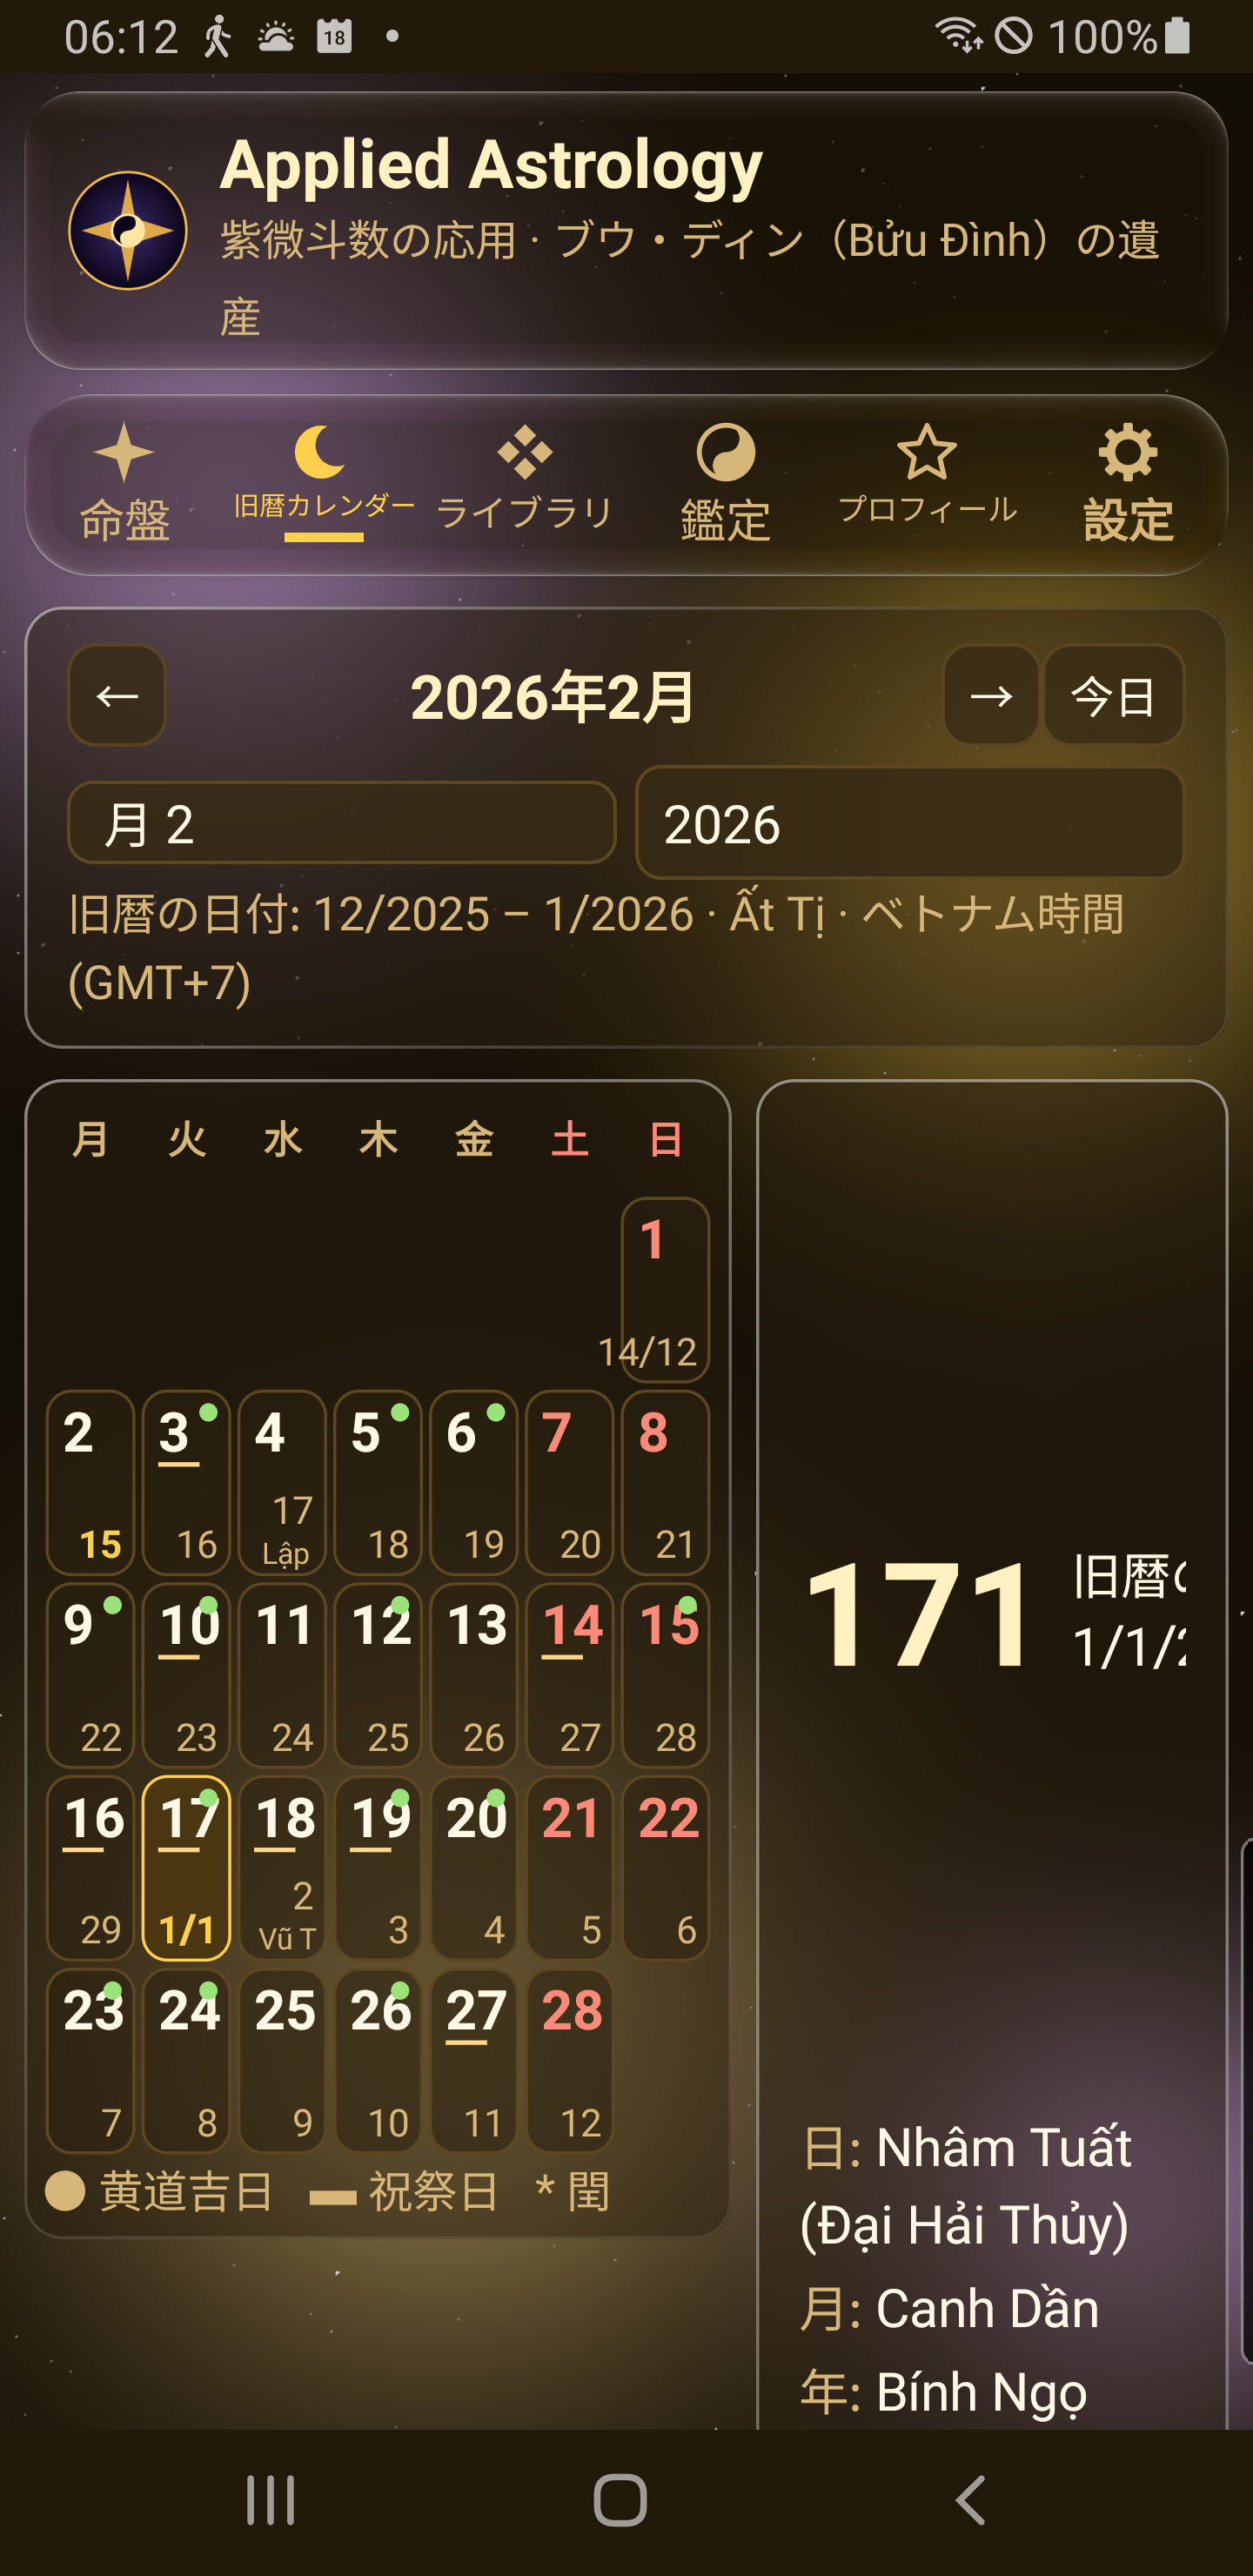 06:12
18
100%
Applied Astrology
紫微斗数の応用 · ブウ・ディン（Bửu Đình）の遺
産
命盤
旧暦カレンダー
ライブラリ
鑑定
プロフィール
設定
← 2026年2月 → 今日
月 2
2026
旧暦の日付: 12/2025 – 1/2026 · Ất Tị · ベトナム時間
(GMT+7)
月 火 水 木 金 土 日
1
14/12
2 3 4 5 6 7 8
15 16 17 18 19 20 21
Lập
9 10 11 12 13 14 15
22 23 24 25 26 27 28
16 17 18 19 20 21 22
29 1/1 2 3 4 5 6
Vũ T
23 24 25 26 27 28
7 8 9 10 11 12
黄道吉日 祝祭日 * 閏
171
旧暦
1/1/
日: Nhâm Tuất
(Đại Hải Thủy)
月: Canh Dần
年: Bính Ngọ